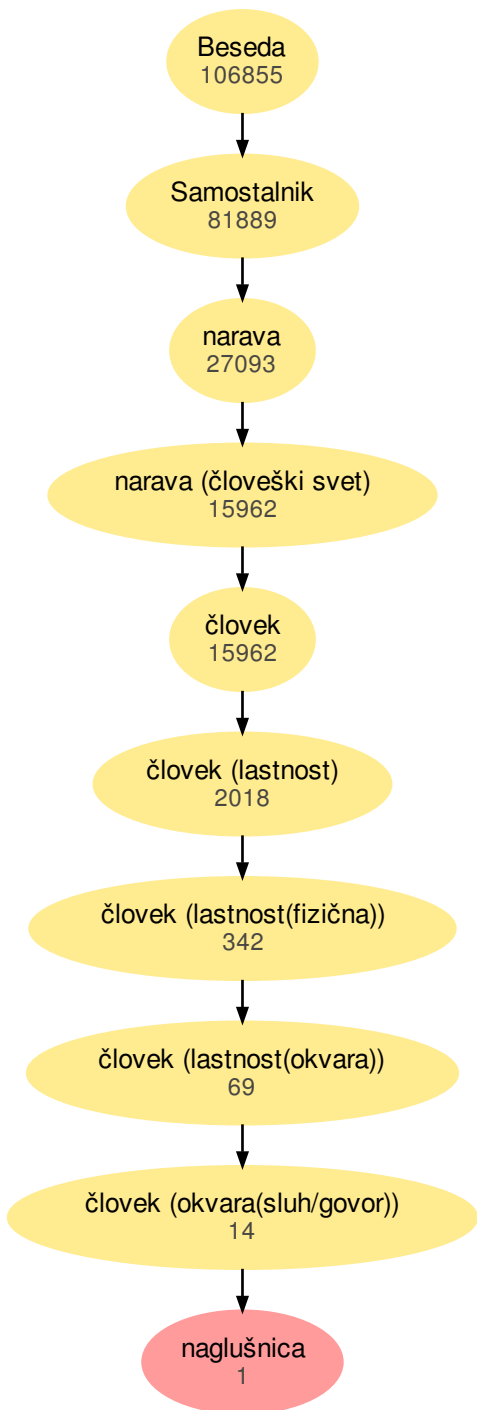 Beseda
106855
Samostalnik
81889
narava
27093
narava (človeški svet)
15962
človek
15962
človek (lastnost)
2018
človek (lastnost(fizična))
342
človek (lastnost(okvara))
69
človek (okvara(sluh/govor))
14
naglušnica
1